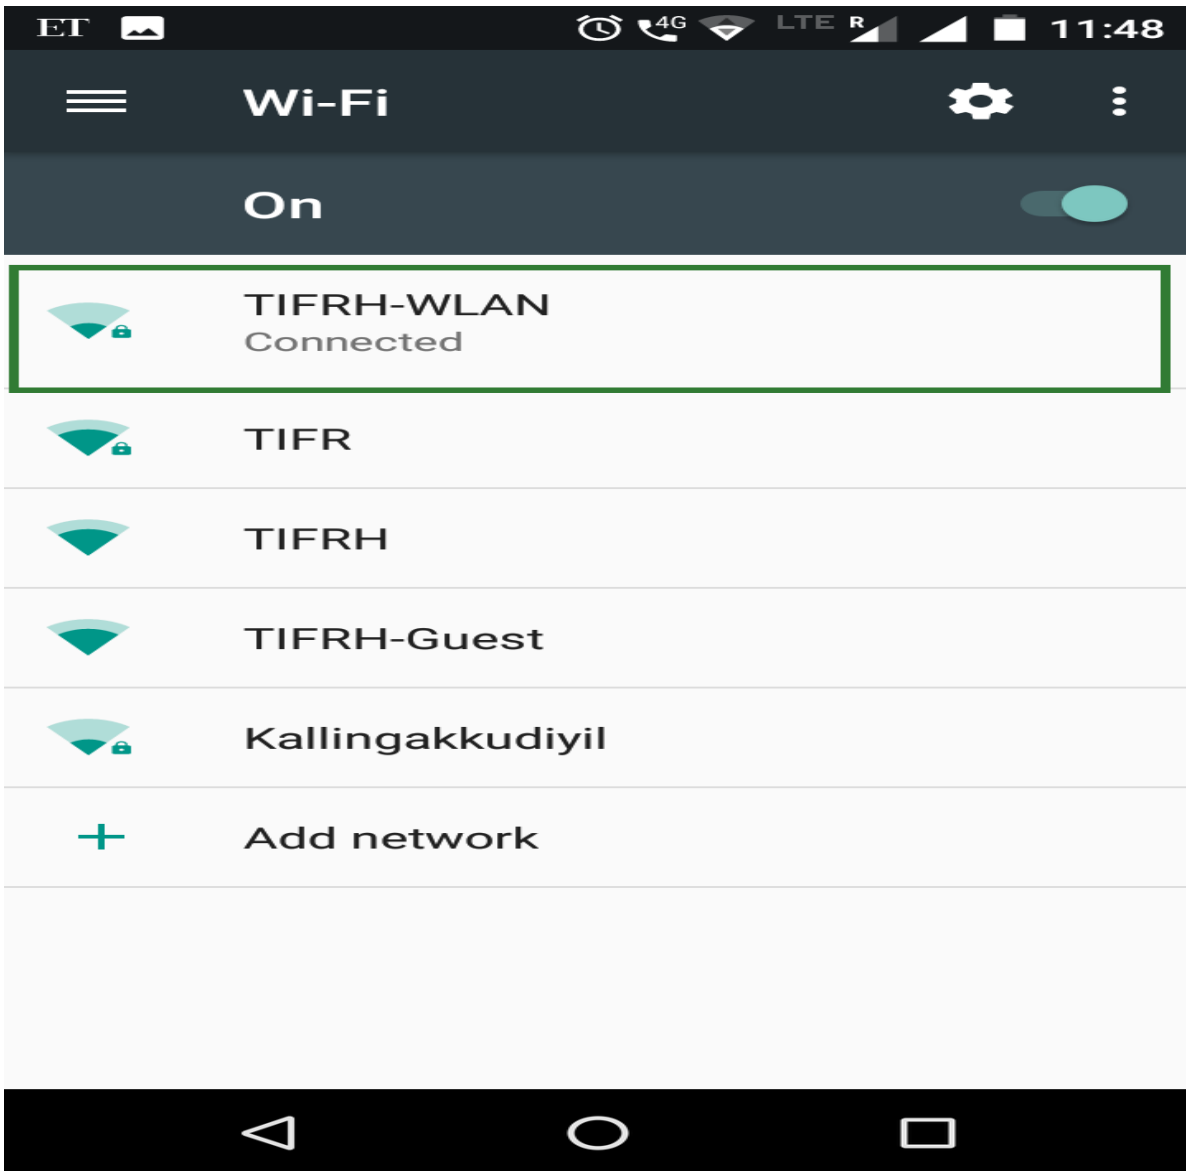 ET 4G LTE R 11:48
Wi-Fi
On
TIFRH-WLAN
Connected
TIFR
TIFRH
TIFRH-Guest
Kallingakkudiyil
Add network